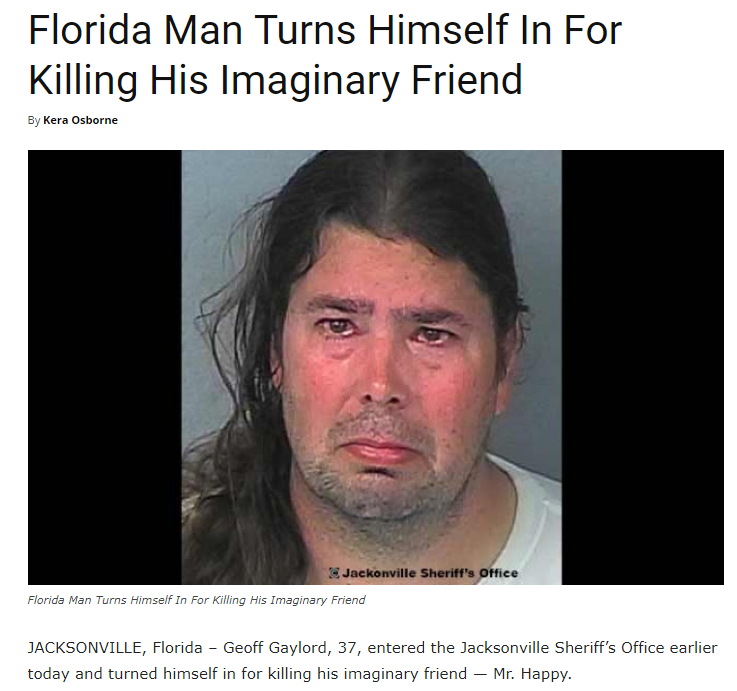 Florida Man Turns Himself In For
Killing His Imaginary Friend
By Kera Osborne
Jackonville Sheriff's Office
Florida Man Turns Himself In For Killing His Imaginary Friend
JACKSONVILLE, Florida – Geoff Gaylord, 37, entered the Jacksonville Sheriff’s Office earlier
today and turned himself in for killing his imaginary friend — Mr. Happy.